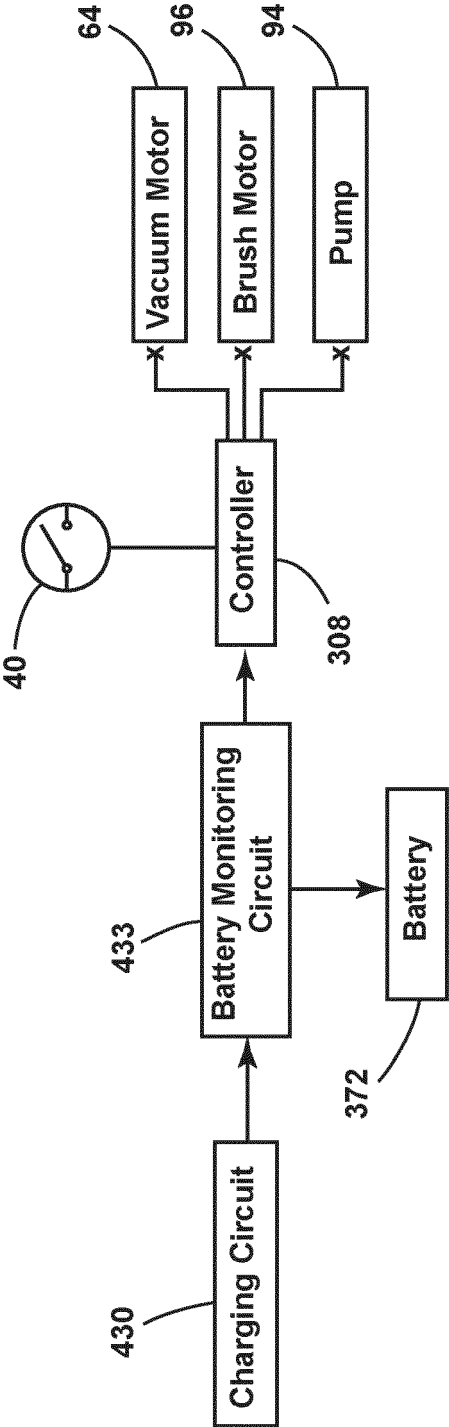 430
Charging Circuit
433
Battery Monitoring
Circuit
372
Battery
40
Controller
308
64
Vacuum Motor
x
96
Brush Motor
x
94
Pump
x